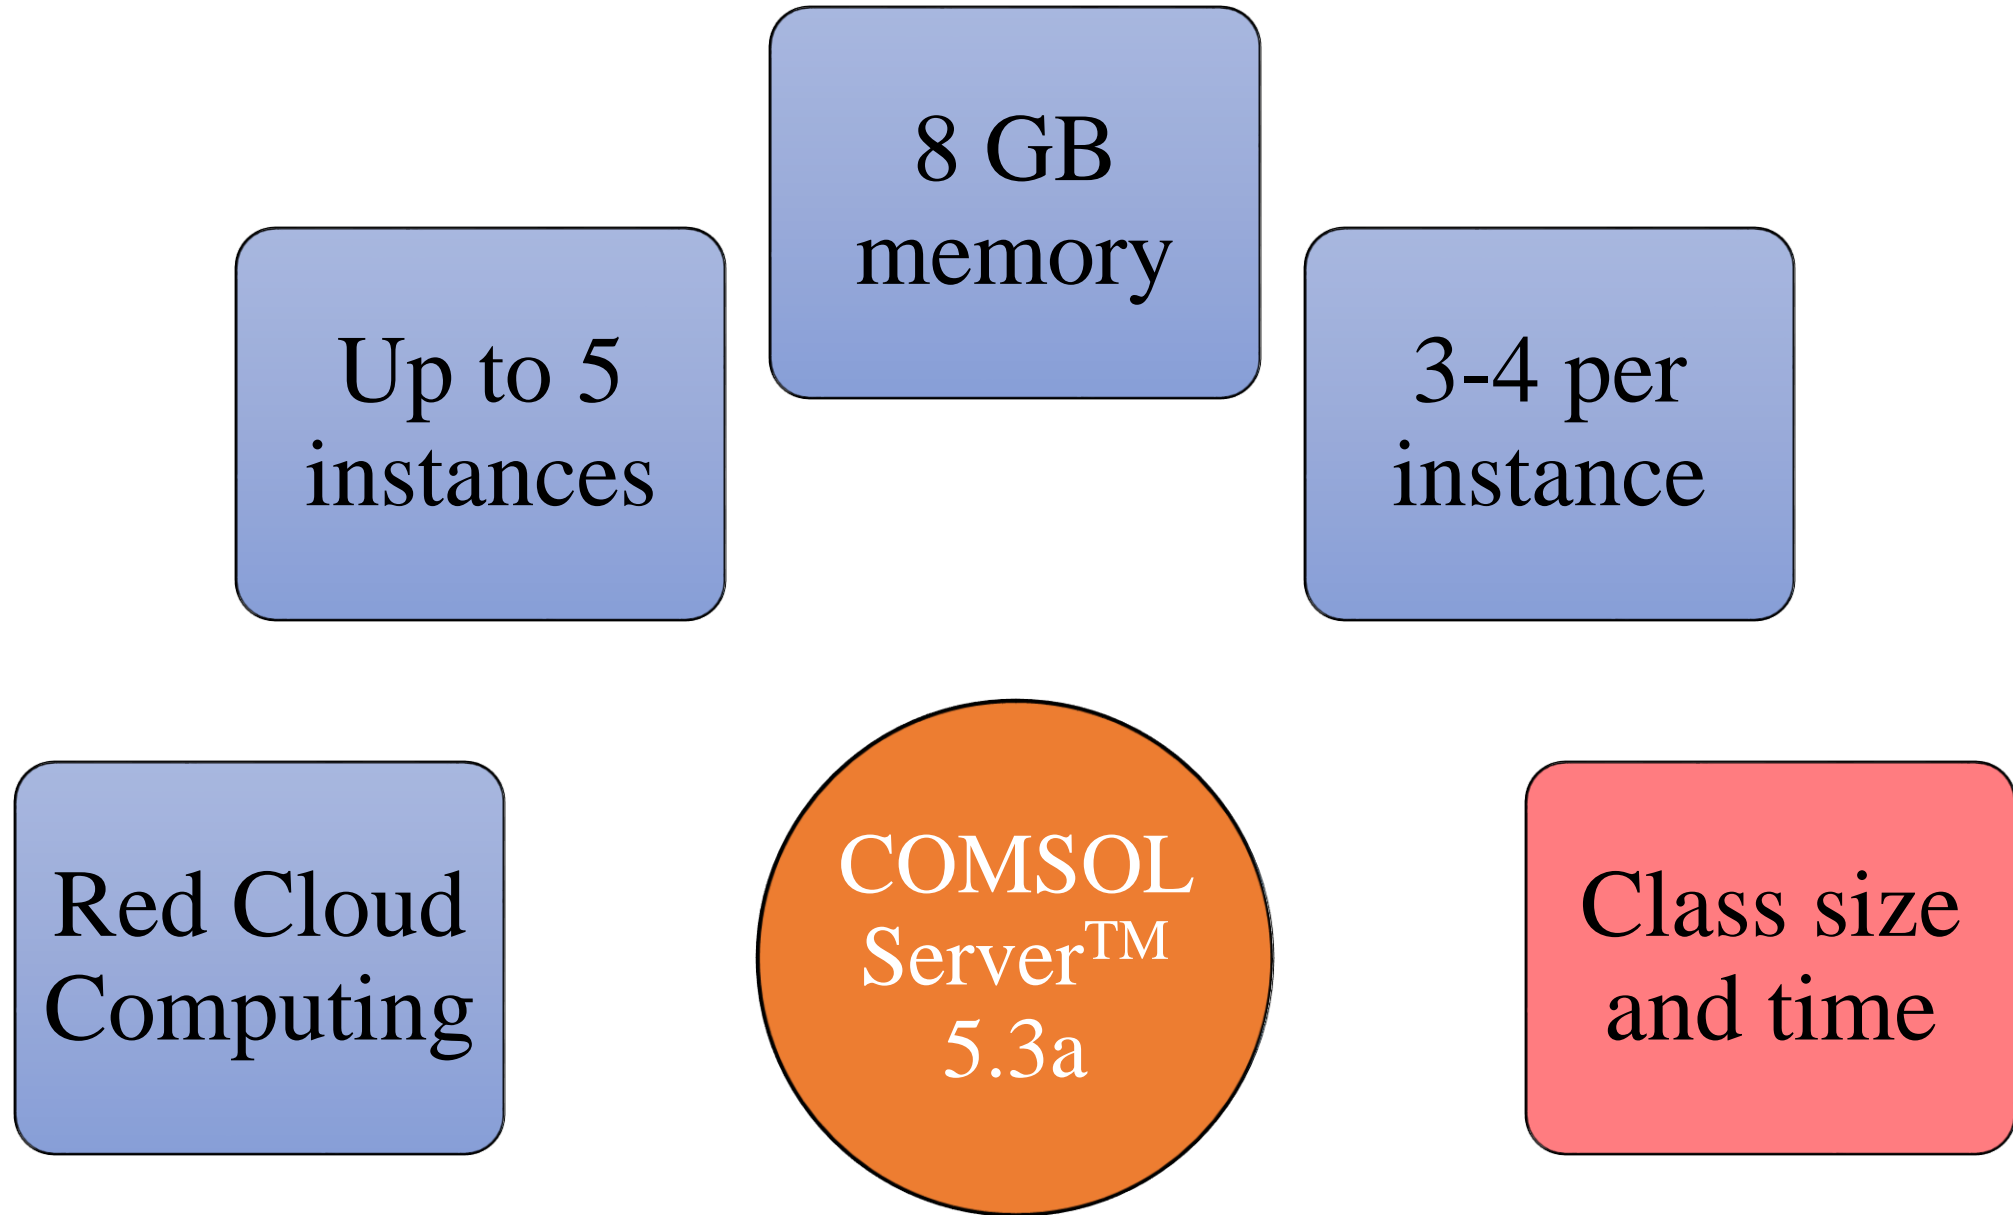 8 GB
memory
Up to 5
instances
3-4 per
instance
Red Cloud
Computing
COMSOL
Server™
5.3a
Class size
and time